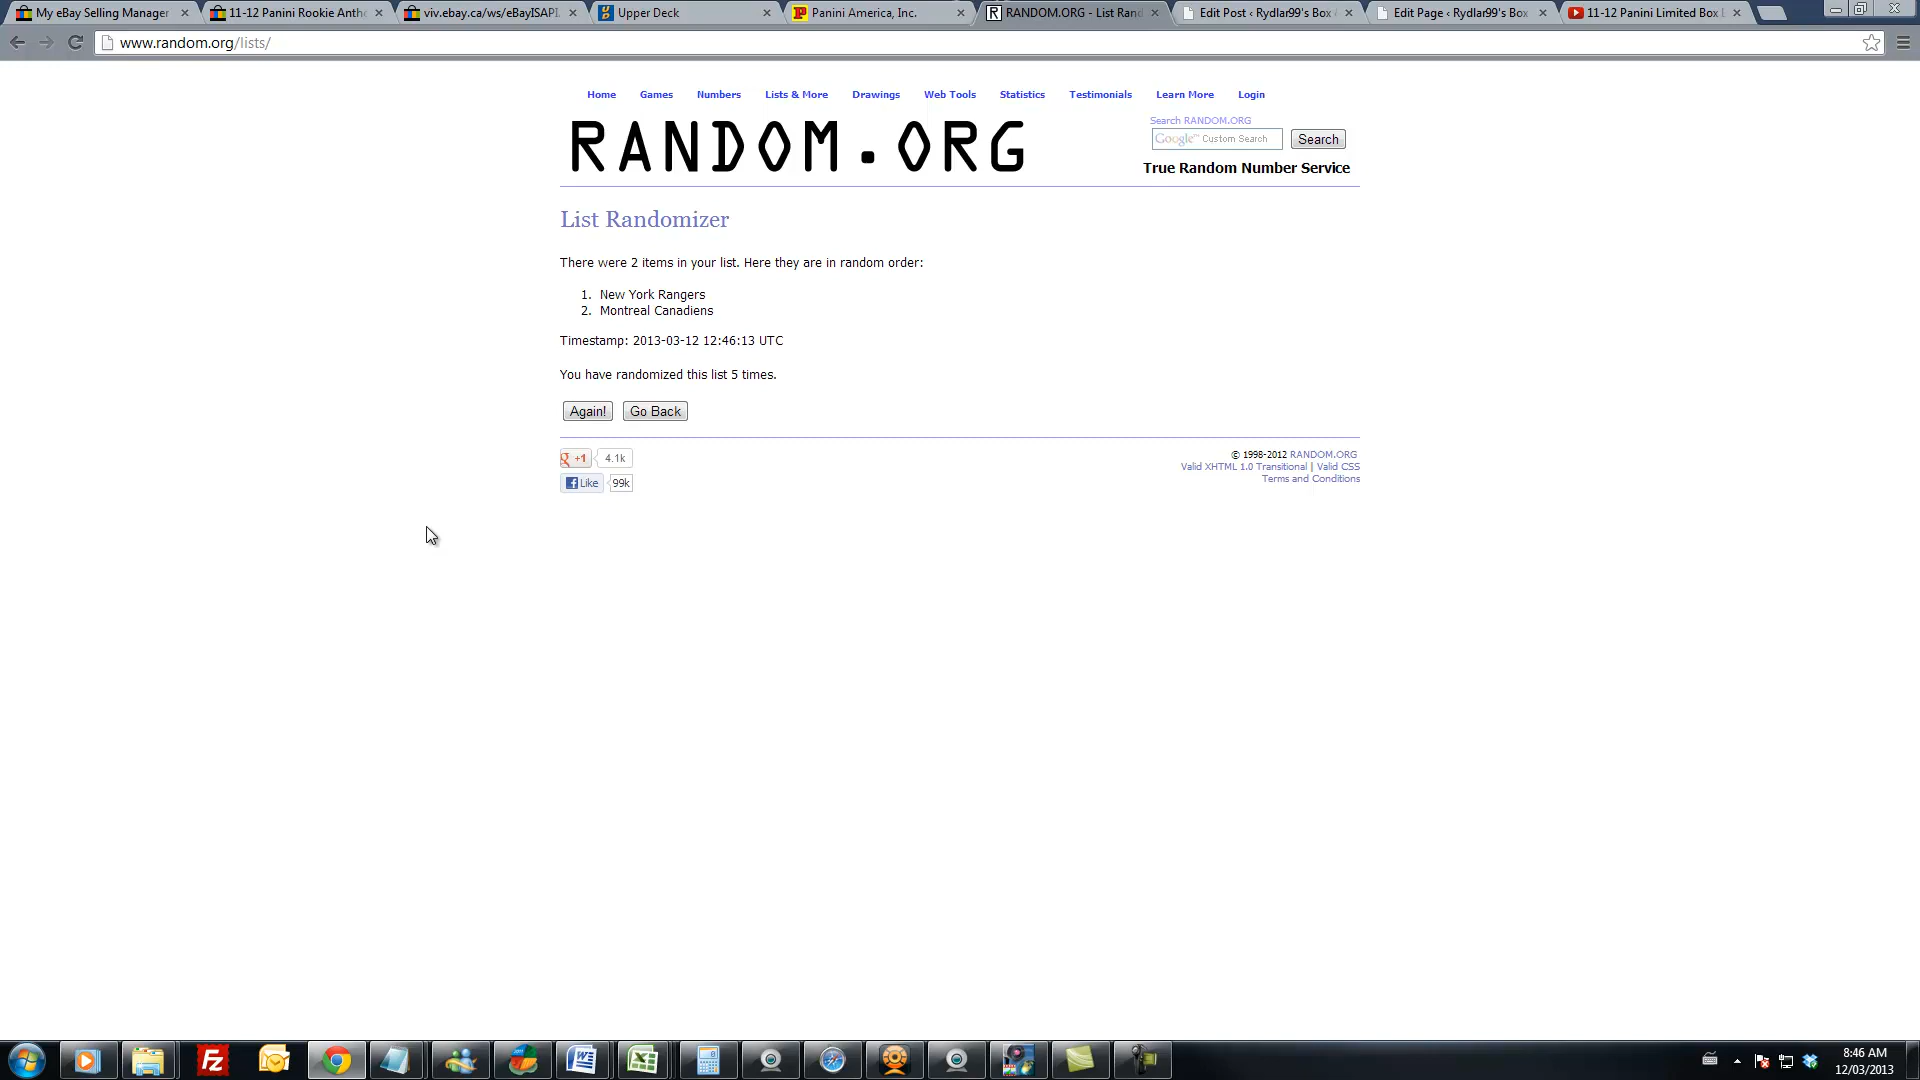 My eBay Selling Manager
11-12 Panini Rookie Anth
viv.ebay.ca/ws/eBayISAPI.
Upper Deck
Panini America, Inc.
RANDOM.ORG - List Rand
Edit Post ‹ Rydlar99's Box
Edit Page ‹ Rydlar99's Box
11-12 Panini Limited Box
www.random.org/lists/
Home Games Numbers Lists & More Drawings Web Tools Statistics Testimonials Learn More Login
RANDOM.ORG
Search RANDOM.ORG
Google™ Custom Search
Search
True Random Number Service
List Randomizer
There were 2 items in your list. Here they are in random order:
1. New York Rangers
2. Montreal Canadiens
Timestamp: 2013-03-12 12:46:13 UTC
You have randomized this list 5 times.
Again! Go Back
+1 4.1k
Like 99k
© 1998-2012 RANDOM.ORG
Valid XHTML 1.0 Transitional | Valid CSS
Terms and Conditions
8:46 AM
12/03/2013